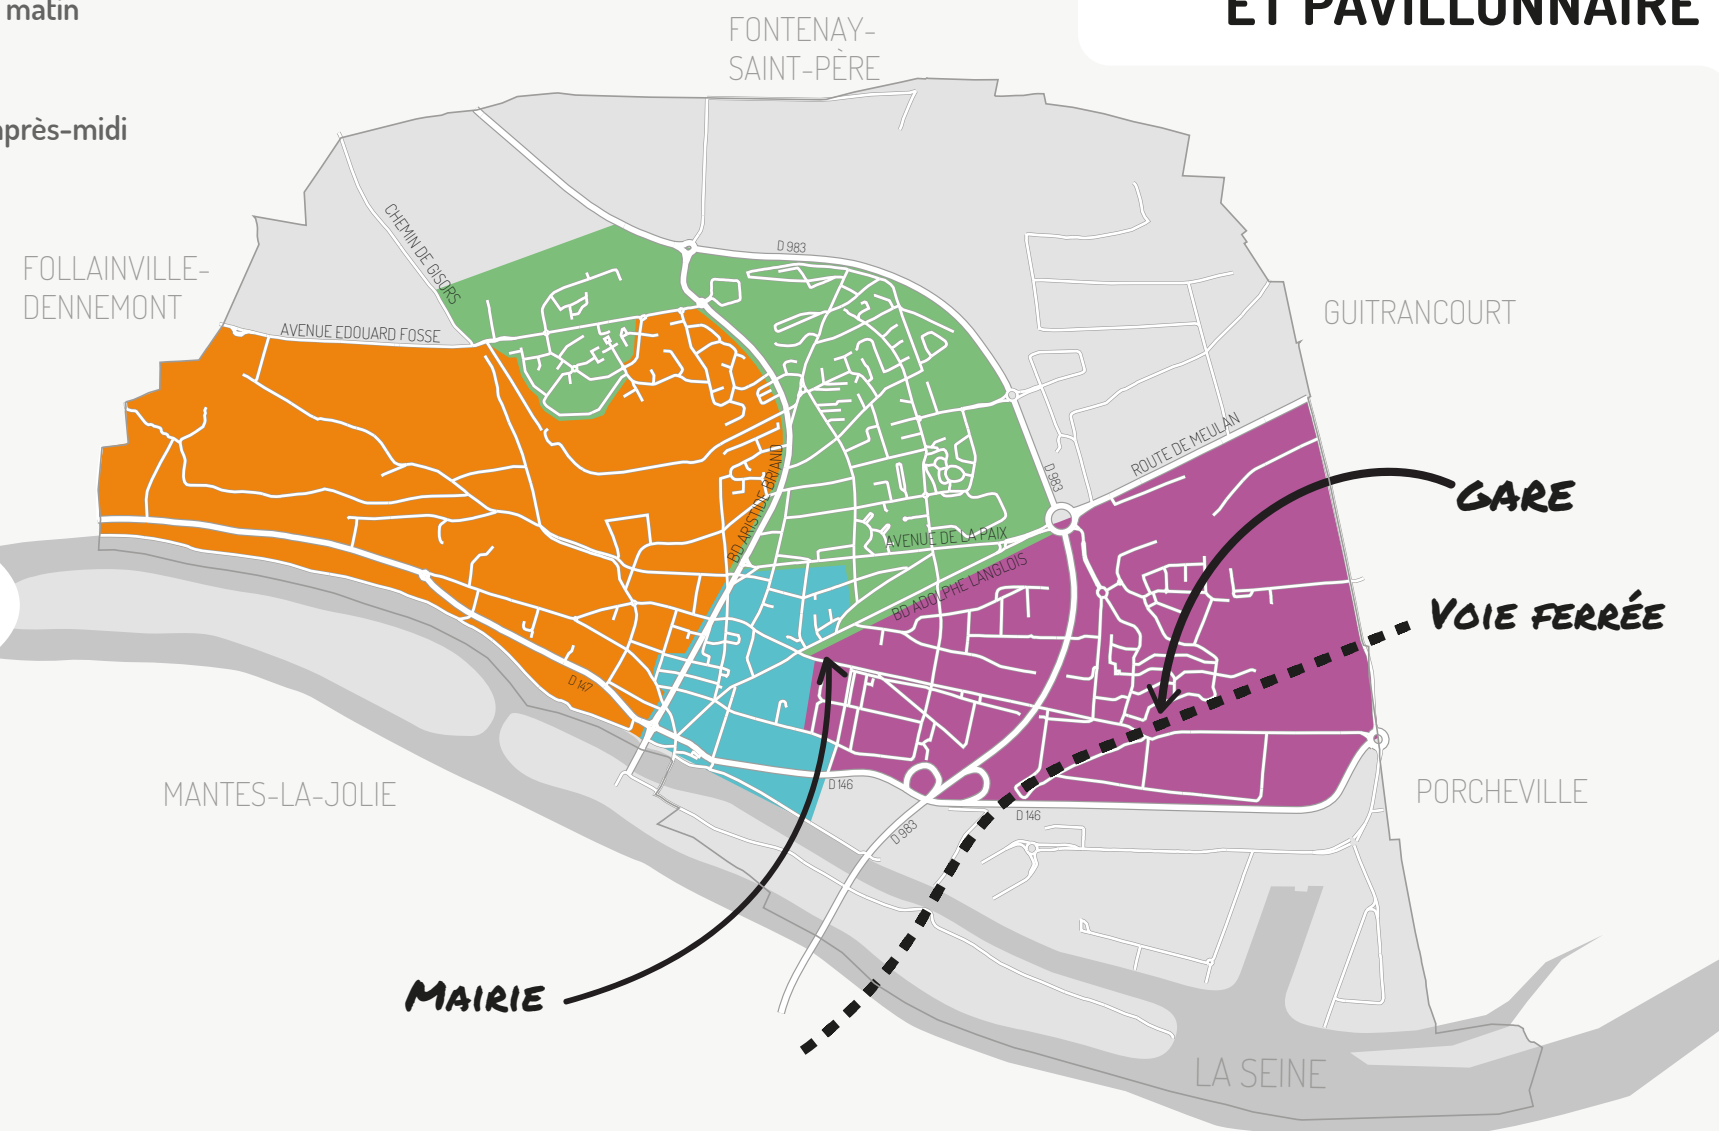 matin
ET PAVILLONNAIRE
FONTENAY-
SAINT-PÈRE
après-midi
CHEMIN DE GISORS
D 983
FOLLAINVILLE-
DENNEMONT
GUITRANCOURT
AVENUE EDOUARD FOSSE
ROUTE DE MEULAN
D 983
GARE
BD ARISTIDE BRIAND
AVENUE DE LA PAIX
BD ADOLPHE LANGLOIS
VOIE FERRÉE
D 147
MANTES-LA-JOLIE
D 146
PORCHEVILLE
D 146
D 983
MAIRIE
LA SEINE